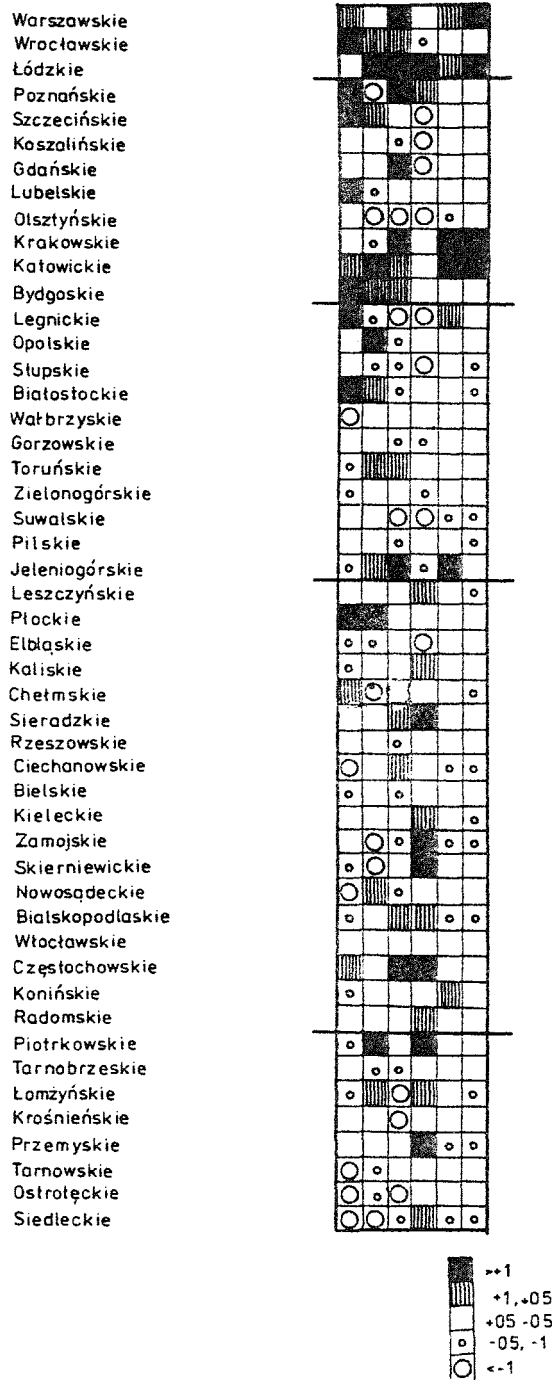 Warszawskie
Wrocławskie
Łódzkie
Poznańskie
Szczecińskie
Koszalińskie
Gdańskie
Lubelskie
Olsztyńskie
Krakowskie
Katowickie
Bydgoskie
Legnickie
Opolskie
Słupskie
Białostockie
Wałbrzyskie
Gorzowskie
Toruńskie
Zielonogórskie
Suwalskie
Pilskie
Jeleniogórskie
Leszczyńskie
Płockie
Elbląskie
Kaliskie
Chełmskie
Sieradzkie
Rzeszowskie
Ciechanowskie
Bielskie
Kieleckie
Zamojskie
Skierniewickie
Nowosądeckie
Bialskopodlaskie
Włocławskie
Częstochowskie
Konińskie
Radomskie
Piotrkowskie
Tarnobrzeskie
Łomżyńskie
Krośnieńskie
Przemyskie
Tarnowskie
Ostrołęckie
Siedleckie
>+1
+1,+05
+05 -05
-05, -1
<-1